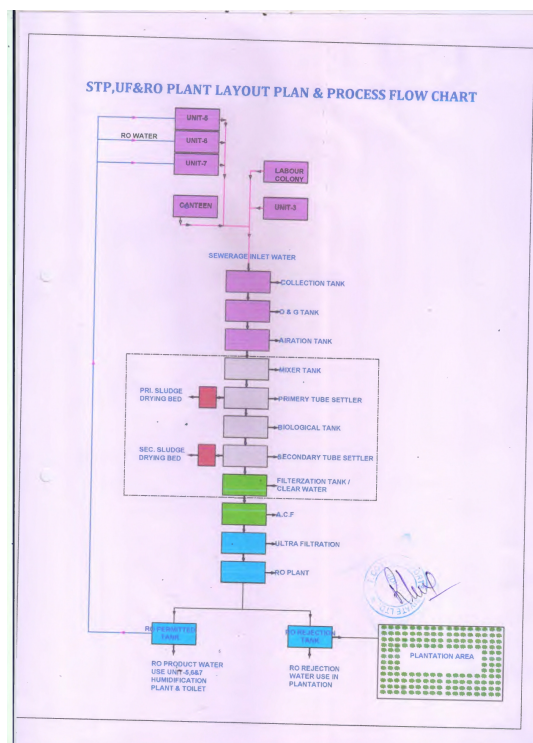 STP,UF&RO PLANT LAYOUT PLAN & PROCESS FLOW CHART
UNIT-5
RO WATER
UNIT-6
UNIT-7
LABOUR
COLONY
CANTEEN
UNIT-3
SEWERAGE INLET WATER
COLLECTION TANK
O & G TANK
AIRATION TANK
MIXER TANK
PRI. SLUDGE
DRYING BED
PRIMERY TUBE SETTLER
BIOLOGICAL TANK
SEC. SLUDGE
DRYING BED
SECONDARY TUBE SETTLER
FILTERZATION TANK /
CLEAR WATER
A.C.F
ULTRA FILTRATION
RO PLANT
RO PERMITTED
TANK
RO REJECTION
TANK
PLANTATION AREA
RO PRODUCT WATER
USE UNIT-5,6&7
HUMIDIFICATION
PLANT & TOILET
RO REJECTION
WATER USE IN
PLANTATION